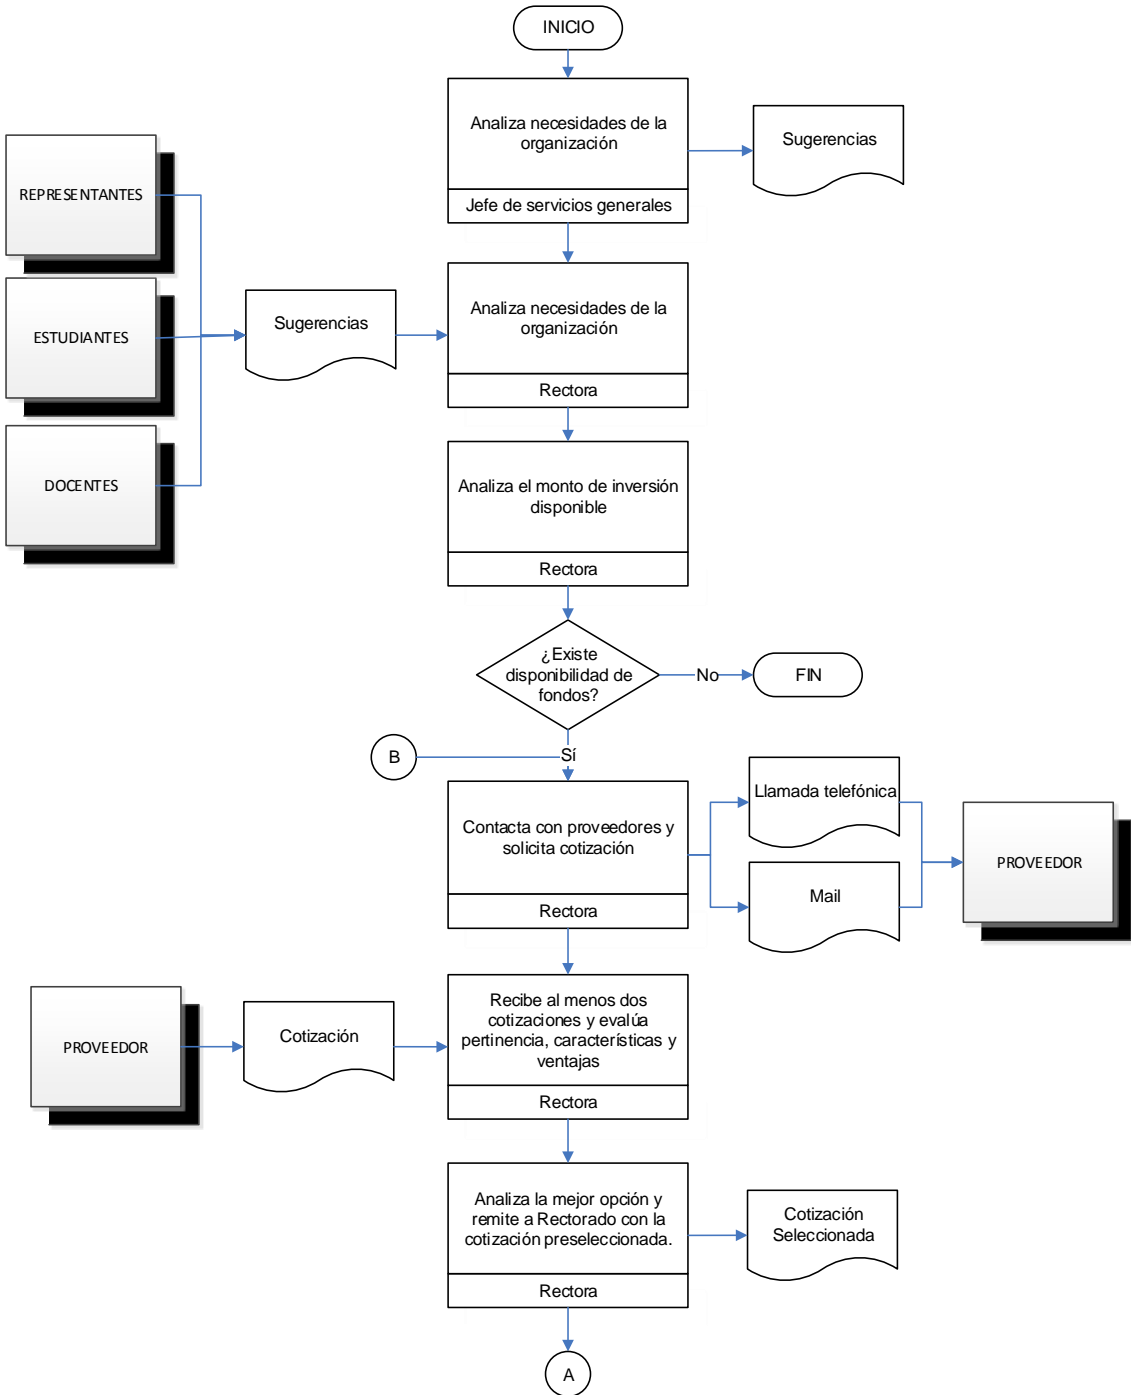 INICIO
Analiza necesidades de la
organización
Jefe de servicios generales
Sugerencias
REPRESENTANTES
ESTUDIANTES
DOCENTES
Sugerencias
Analiza necesidades de la
organización
Rectora
Analiza el monto de inversión
disponible
Rectora
¿Existe
disponibilidad de
fondos?
No
FIN
B
Sí
Contacta con proveedores y
solicita cotización
Rectora
Llamada telefónica
Mail
PROVEEDOR
PROVEEDOR
Cotización
Recibe al menos dos
cotizaciones y evalúa
pertinencia, características y
ventajas
Rectora
Analiza la mejor opción y
remite a Rectorado con la
cotización preseleccionada.
Rectora
Cotización
Seleccionada
A